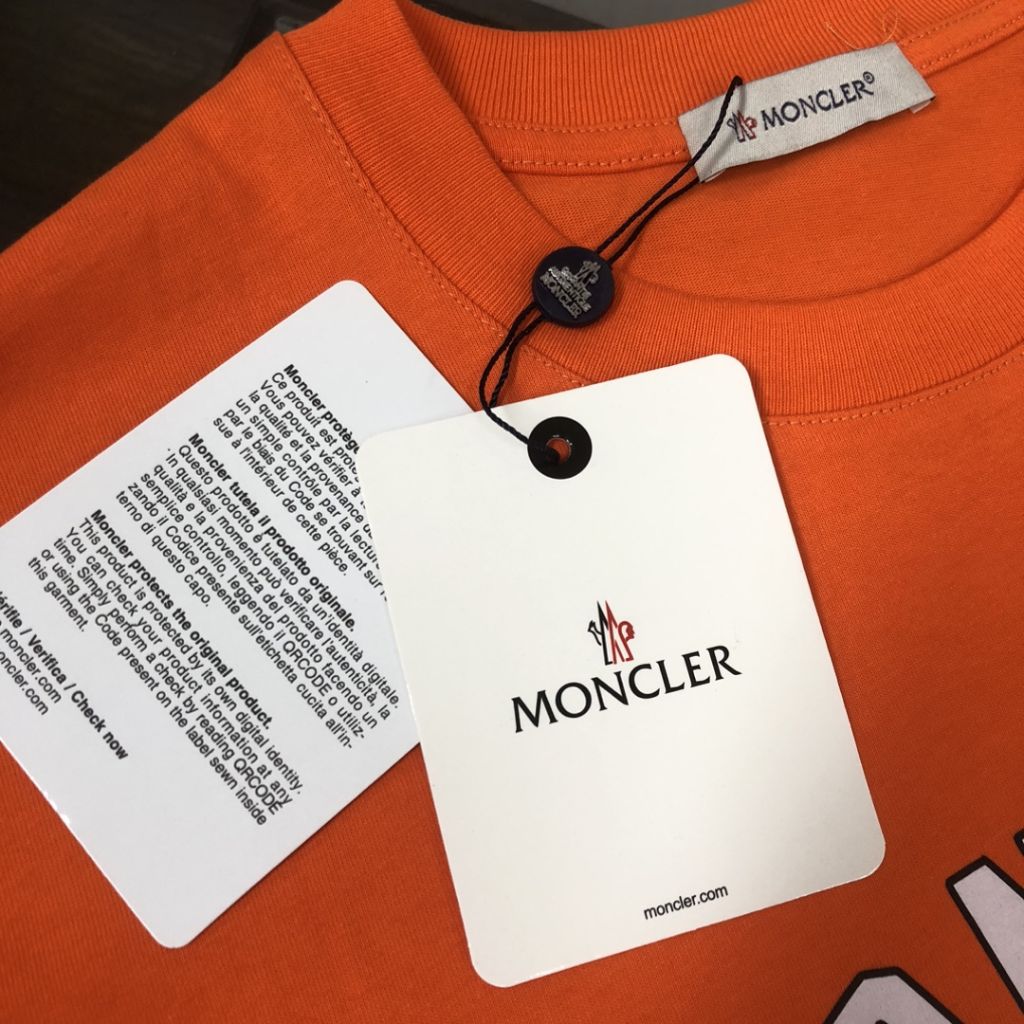 MONCLER®
MONCLER
MONCLER
moncler.com
Moncler protège
Ce produit est
Vous pouvez vérifier à
la qualité et la provenance
un simple contrôle par la lecture
par le biais du Code se trouvant sur
sue à l'intérieur de cette pièce.
Moncler tutela il prodotto originale.
Questo prodotto é tutelato da un'identità digitale.
In qualsiasi momento può verificare l'autenticità, la
qualità e la provenienza del Prodotto facendo un
semplice controllo: leggendo il QRCODE o utiliz-
zando il Codice presente sull'etichetta cucita all'in-
terno di questo capo.
Moncler protects the original product.
This product is protected by its own digital identity.
You can check your product information at any
time. Simply perform a check by reading QRCODE
or using the Code present on the label sewn inside
this garment.
/ Verifica / Check now
moncler.com